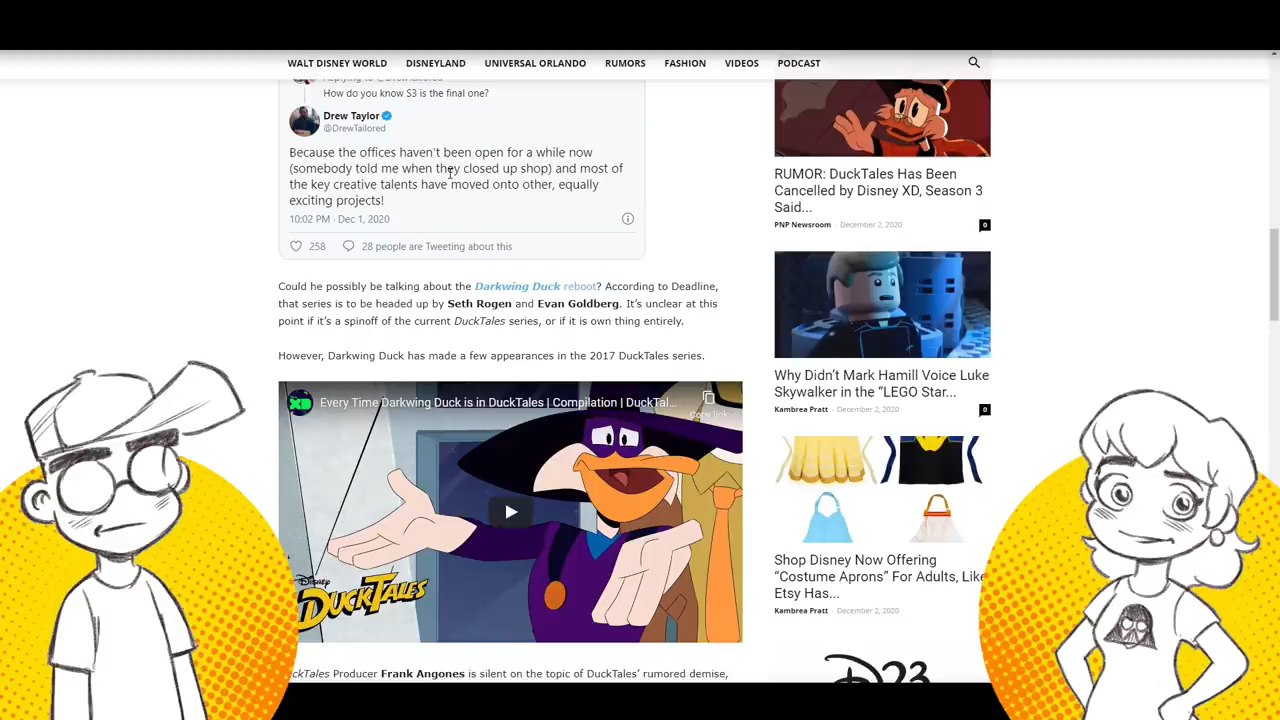 WALT DISNEY WORLD DISNEYLAND UNIVERSAL ORLANDO RUMORS FASHION VIDEOS PODCAST
How do you know S3 is the final one?
Drew Taylor
@DrewTailored
Because the offices haven't been open for a while now
(somebody told me when they closed up shop) and most of
the key creative talents have moved onto other, equally
exciting projects!
10:02 PM · Dec 1, 2020
258 28 people are Tweeting about this
Could he possibly be talking about the Darkwing Duck reboot? According to Deadline,
that series is to be headed up by Seth Rogen and Evan Goldberg. It's unclear at this
point if it's a spinoff of the current DuckTales series, or if it is own thing entirely.
However, Darkwing Duck has made a few appearances in the 2017 DuckTales series.
XD
Every Time Darkwing Duck is in DuckTales | Compilation | DuckTal...
Copy link
Disney
DUCKTALES
ckTales Producer Frank Angones is silent on the topic of DuckTales' rumored demise,
RUMOR: DuckTales Has Been
Cancelled by Disney XD, Season 3
Said...
PNP Newsroom - December 2, 2020 0
Why Didn't Mark Hamill Voice Luke
Skywalker in the "LEGO Star...
Kambrea Pratt - December 2, 2020 0
Shop Disney Now Offering
"Costume Aprons" For Adults, Like
Etsy Has...
Kambrea Pratt - December 2, 2020
D23